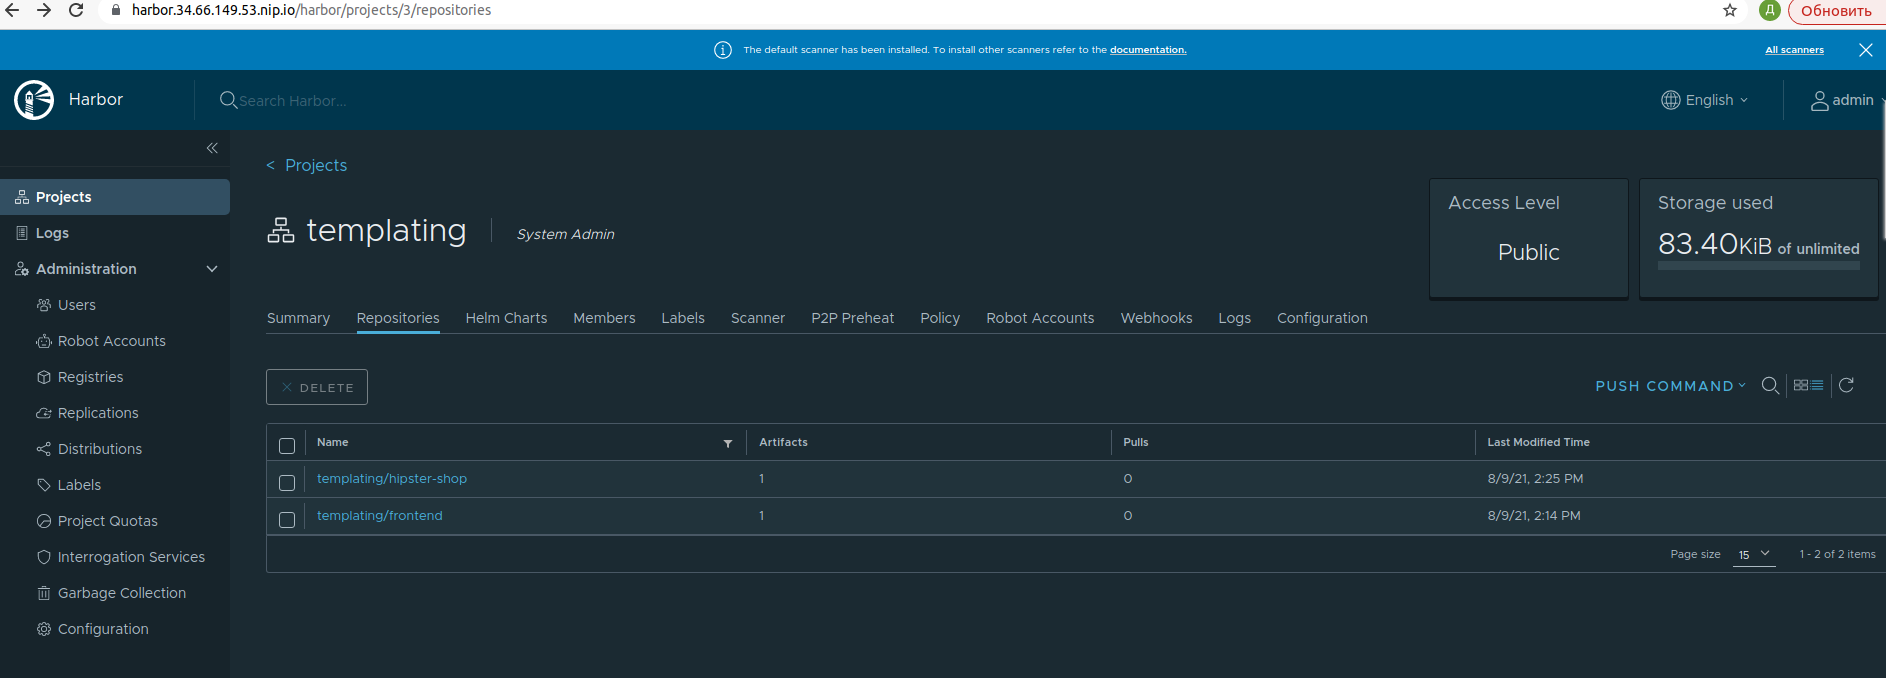 harbor.34.66.149.53.nip.io/harbor/projects/3/repositories
Д
Обновить
The default scanner has been installed. To install other scanners refer to the documentation.
All scanners
Harbor
Search Harbor...
English
admin
Projects
Logs
Administration
Users
Robot Accounts
Registries
Replications
Distributions
Labels
Project Quotas
Interrogation Services
Garbage Collection
Configuration
< Projects
templating
System Admin
Access Level
Public
Storage used
83.40KiB of unlimited
Summary Repositories Helm Charts Members Labels Scanner P2P Preheat Policy Robot Accounts Webhooks Logs Configuration
DELETE
PUSH COMMAND
Name Artifacts Pulls Last Modified Time
templating/hipster-shop 1 0 8/9/21, 2:25 PM
templating/frontend 1 0 8/9/21, 2:14 PM
Page size 15 1 - 2 of 2 items